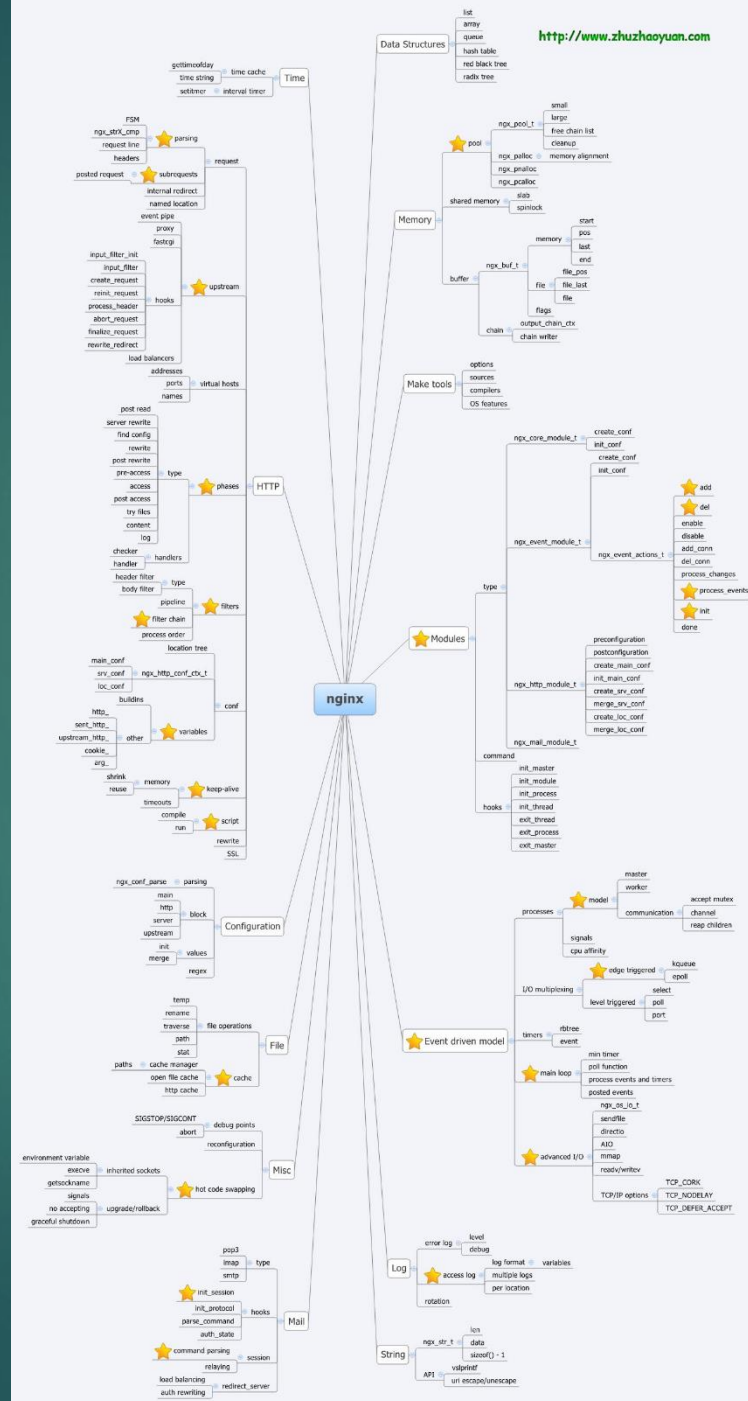 http://www.zhuzhaoyuan.com
nginx
Time
time cache
gettimeofday
time string
interval timer
setitmer
HTTP
request
parsing
FSM
ngx_strX_cmp
request line
headers
subrequests
posted request
internal redirect
named location
upstream
event pipe
proxy
fastcgi
hooks
input_filter_init
input_filter
create_request
reinit_request
process_header
abort_request
finalize_request
rewrite_redirect
load balancers
virtual hosts
addresses
ports
names
phases
type
post read
server rewrite
find config
rewrite
post rewrite
pre-access
access
post access
try files
content
log
handlers
checker
handler
filters
type
header filter
body filter
pipeline
filter chain
process order
conf
location tree
ngx_http_conf_ctx_t
main_conf
srv_conf
loc_conf
variables
buildins
other
http_
sent_http_
upstream_http_
cookie_
arg_
keep-alive
memory
shrink
reuse
timeouts
script
compile
run
rewrite
SSL
Configuration
parsing
ngx_conf_parse
block
main
http
server
upstream
values
init
merge
regex
File
file operations
temp
rename
traverse
path
stat
cache
cache manager
paths
open file cache
http cache
Misc
debug points
SIGSTOP/SIGCONT
abort
reconfiguration
hot code swapping
inherited sockets
environment variable
execve
getsockname
upgrade/rollback
signals
no accepting
graceful shutdown
Mail
type
pop3
imap
smtp
hooks
init_session
init_protocol
parse_command
auth_state
session
command parsing
relaying
redirect_server
load balancing
auth rewriting
Data Structures
list
array
queue
hash table
red black tree
radix tree
Memory
pool
ngx_pool_t
small
large
free chain list
cleanup
ngx_palloc
memory alignment
ngx_pnalloc
ngx_pcalloc
shared memory
slab
spinlock
buffer
ngx_buf_t
memory
start
pos
last
end
file
file_pos
file_last
file
flags
chain
output_chain_ctx
chain writer
Make tools
options
sources
compilers
OS features
Modules
type
ngx_core_module_t
create_conf
init_conf
ngx_event_module_t
create_conf
init_conf
ngx_event_actions_t
add
del
enable
disable
add_conn
del_conn
process_changes
process_events
init
done
ngx_http_module_t
preconfiguration
postconfiguration
create_main_conf
init_main_conf
create_srv_conf
merge_srv_conf
create_loc_conf
merge_loc_conf
ngx_mail_module_t
command
hooks
init_master
init_module
init_process
init_thread
exit_thread
exit_process
exit_master
Event driven model
processes
model
master
worker
communication
accept mutex
channel
reap children
signals
cpu affinity
I/O multiplexing
edge triggered
kqueue
epoll
level triggered
select
poll
port
timers
rbtree
event
main loop
min timer
poll function
process events and timers
posted events
advanced I/O
ngx_os_io_t
sendfile
directio
AIO
mmap
readv/writev
TCP/IP options
TCP_CORK
TCP_NODELAY
TCP_DEFER_ACCEPT
Log
error log
level
debug
access log
log format
variables
multiple logs
per location
rotation
String
ngx_str_t
len
data
sizeof() - 1
API
vslprintf
uri escape/unescape